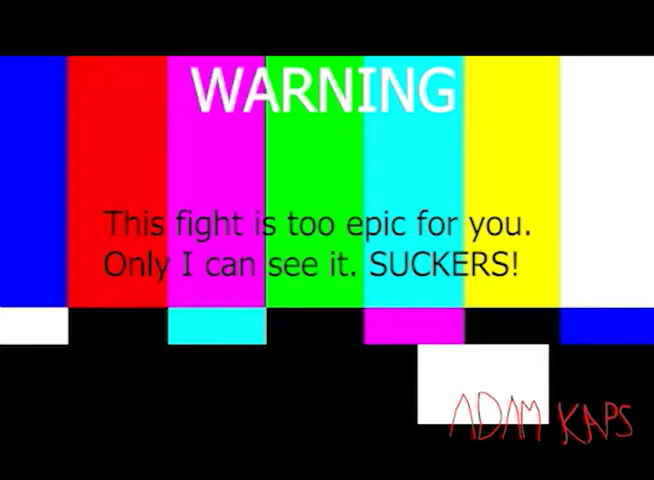 WARNING
This fight is too epic for you.
Only I can see it. SUCKERS!
ADAM KAPS